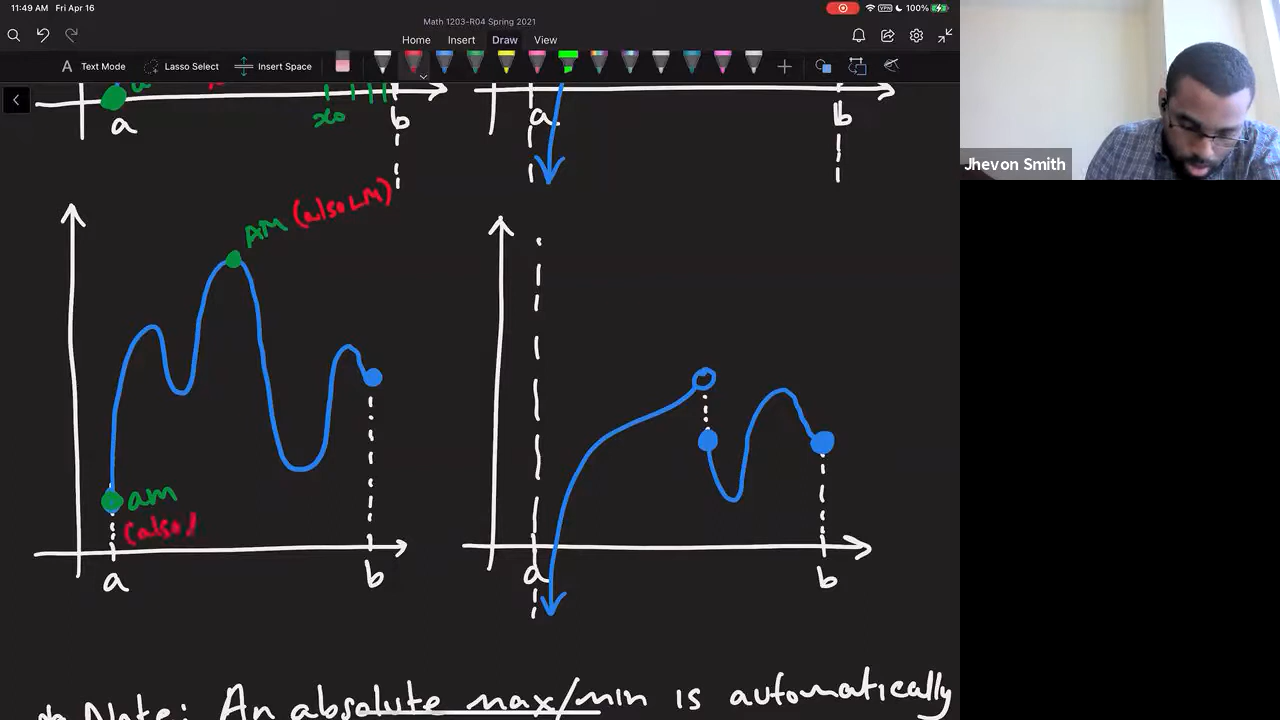 11:49 AM Fri Apr 16
100%
VPN
Math 1203-R04 Spring 2021
Home Insert Draw View
Text Mode Lasso Select Insert Space
a x₀ b
a b
AM (also LM)
am
(also
a b
a b
Jhevon Smith
Note: An absolute max/min is automatically